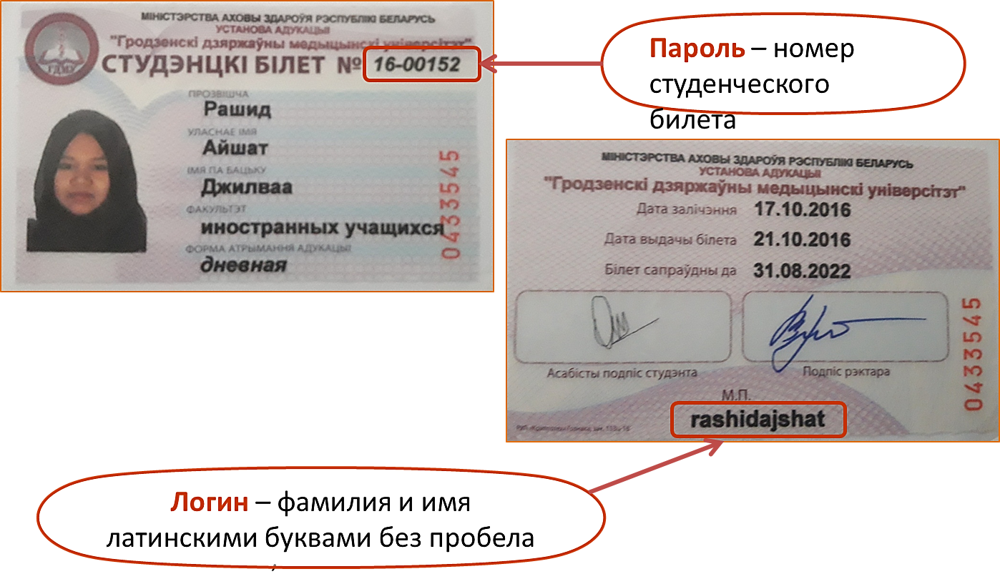 МІНІСТЭРСТВА АХОВЫ ЗДАРОЎЯ РЭСПУБЛІКІ БЕЛАРУСЬ
УСТАНОВА АДУКАЦЫІ
"Гродзенскі дзяржаўны медыцынскі універсітэт"
СТУДЭНЦКІ БІЛЕТ № 16-00152
ГДМУ
ПРОЗВІШЧА
Рашид
УЛАСНАЕ ІМЯ
Айшат
ІМЯ ПА БАЦЬКУ
Джилваа
ФАКУЛЬТЭТ
иностранных учащихся
ФОРМА АТРЫМАННЯ АДУКАЦЫІ
дневная
0433545
Пароль – номер
студенческого
билета
МІНІСТЭРСТВА АХОВЫ ЗДАРОЎЯ РЭСПУБЛІКІ БЕЛАРУСЬ
УСТАНОВА АДУКАЦЫІ
"Гродзенскі дзяржаўны медыцынскі універсітэт"
Дата залічэння 17.10.2016
Дата выдачы білета 21.10.2016
Білет сапраўдны да 31.08.2022
Асабісты подпіс студэнта
Подпіс рэктара
М.П.
rashidajshat
0433545
Логин – фамилия и имя
латинскими буквами без пробела